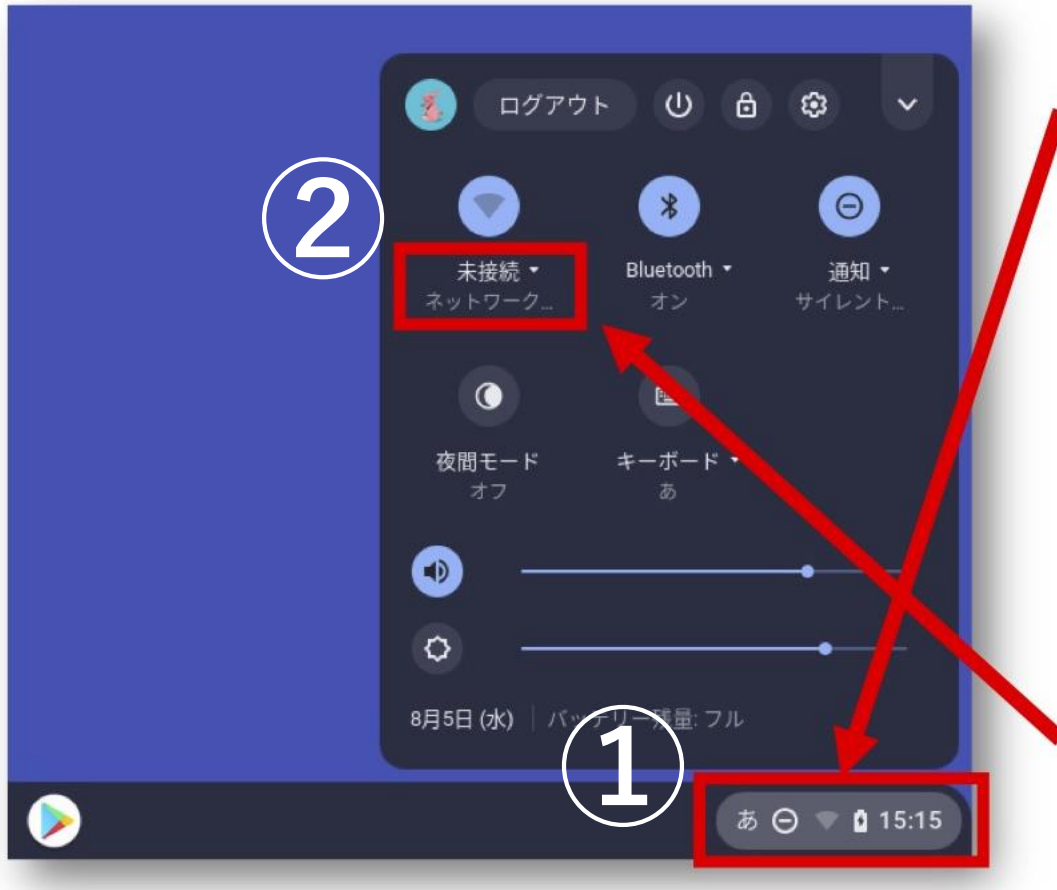 ログアウト
②
未接続
ネットワーク...
Bluetooth
オン
通知
サイレント...
夜間モード
オフ
キーボード
あ
8月5日 (水)
バッテリー残量: フル
①
あ
15:15